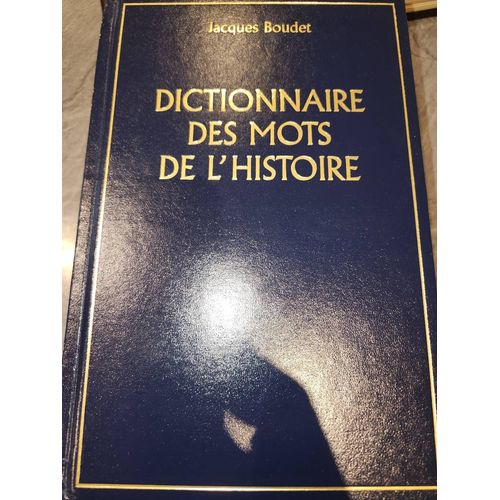 Jacques Boudet
DICTIONNAIRE
DES MOTS
DE L'HISTOIRE